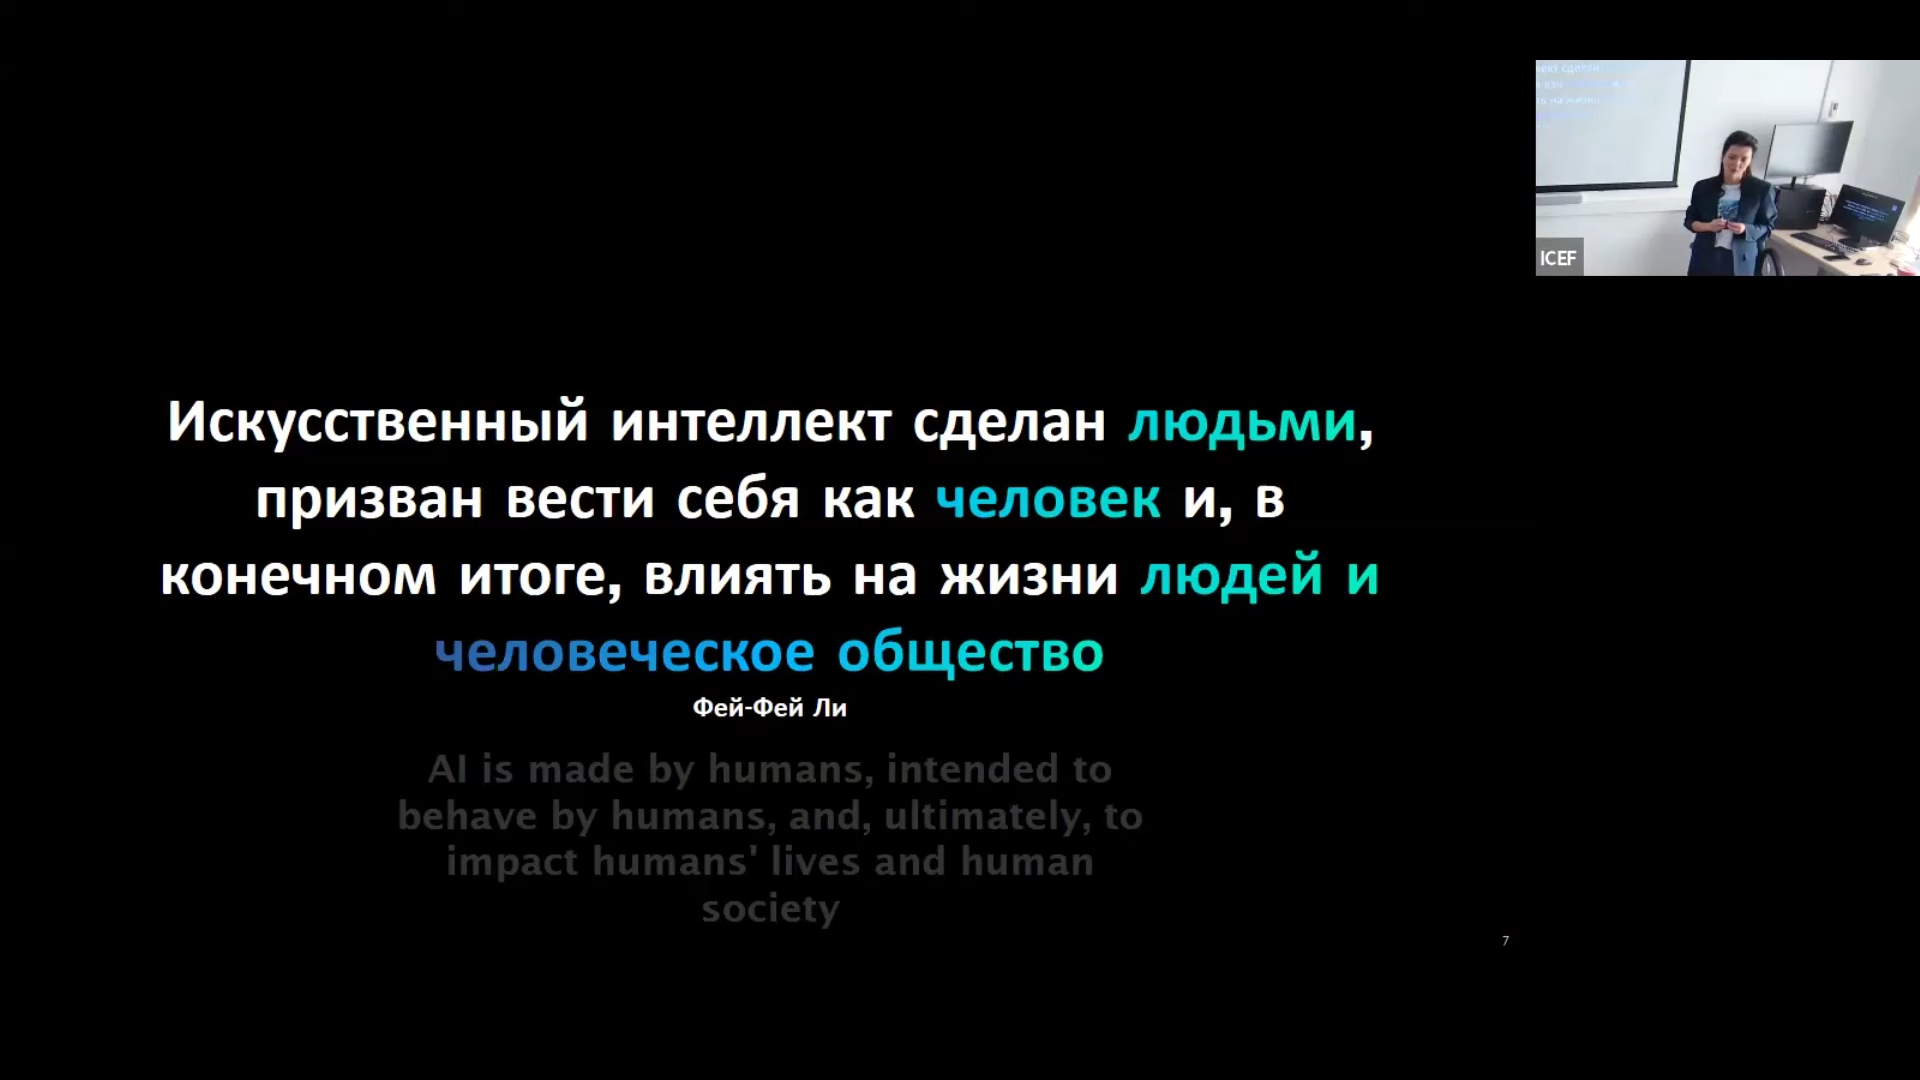 Искусственный интеллект сделан людьми,
призван вести себя как человек и, в
конечном итоге, влиять на жизни людей и
человеческое общество
Фей-Фей Ли
AI is made by humans, intended to
behave by humans, and, ultimately, to
impact humans' lives and human
society
7
ICEF